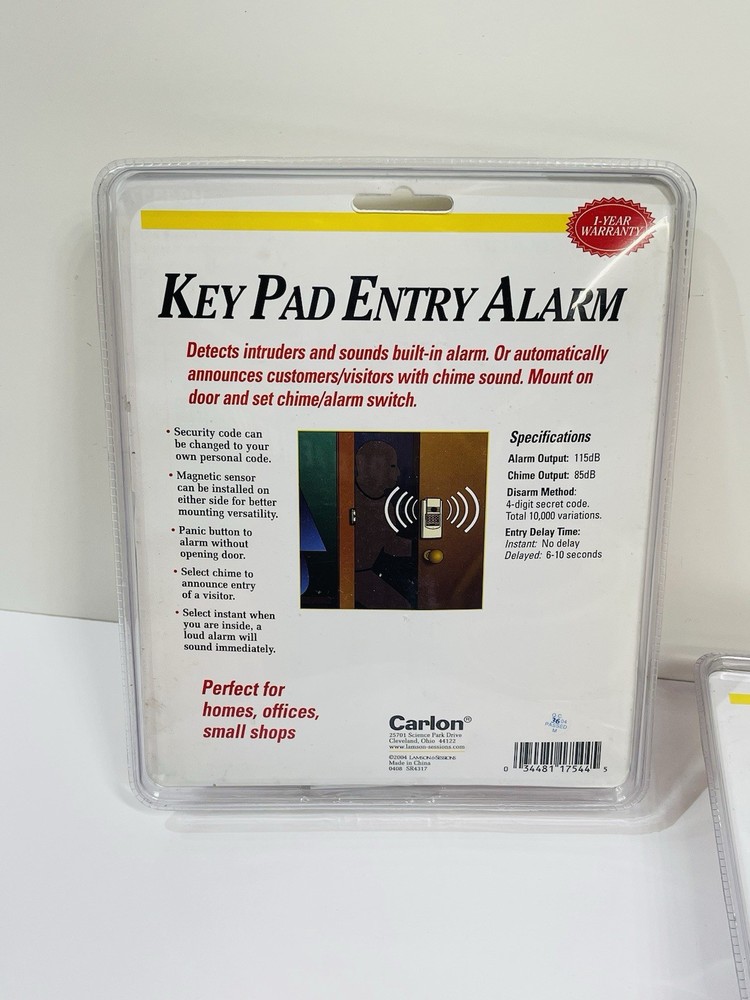 1-YEAR
WARRANTY
KEY PAD ENTRY ALARM
Detects intruders and sounds built-in alarm. Or automatically
announces customers/visitors with chime sound. Mount on
door and set chime/alarm switch.
• Security code can
be changed to your
own personal code.
• Magnetic sensor
can be installed on
either side for better
mounting versatility.
• Panic button to
alarm without
opening door.
• Select chime to
announce entry
of a visitor.
• Select instant when
you are inside, a
loud alarm will
sound immediately.
Specifications
Alarm Output: 115dB
Chime Output: 85dB
Disarm Method:
4-digit secret code.
Total 10,000 variations.
Entry Delay Time:
Instant: No delay
Delayed: 6-10 seconds
Perfect for
homes, offices,
small shops
Carlon®
25701 Science Park Drive
Cleveland, Ohio 44122
www.lamson-sessions.com
©2004 LAMSON & SESSIONS
Made in China
0408 SR4317
Q.C.
PASSED
0 34481 17544 5